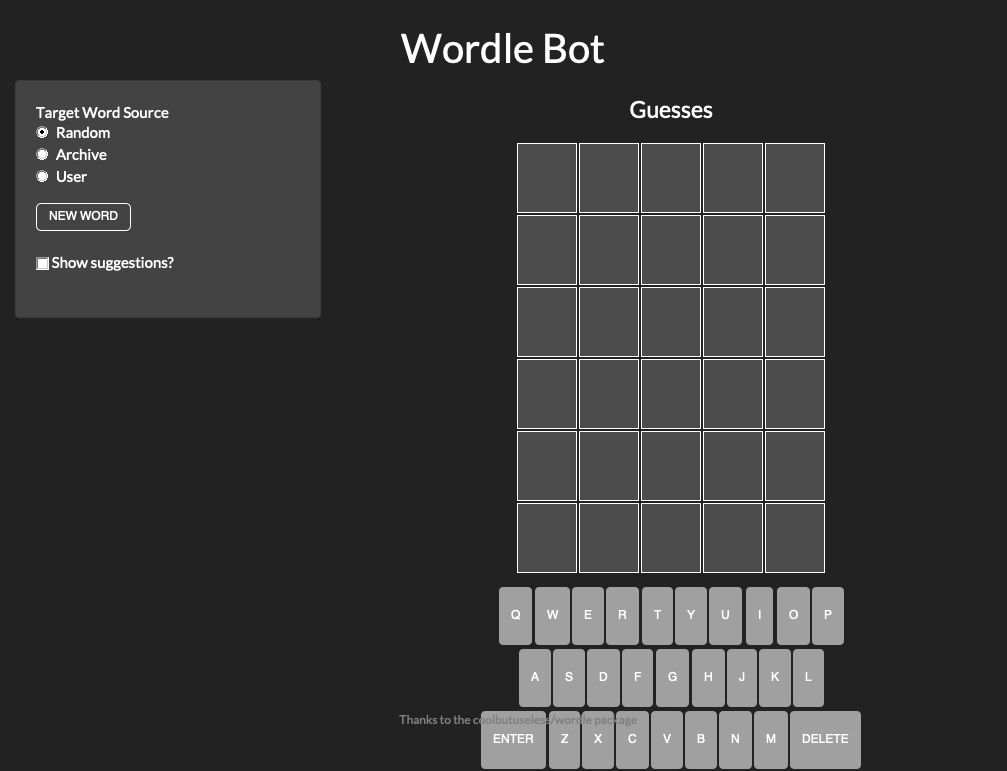 Wordle Bot
Target Word Source
Random
Archive
User
NEW WORD
Show suggestions?
Guesses
Q W E R T Y U I O P
A S D F G H J K L
Thanks to the coolbutuseless/wordle package
ENTER Z X C V B N M DELETE